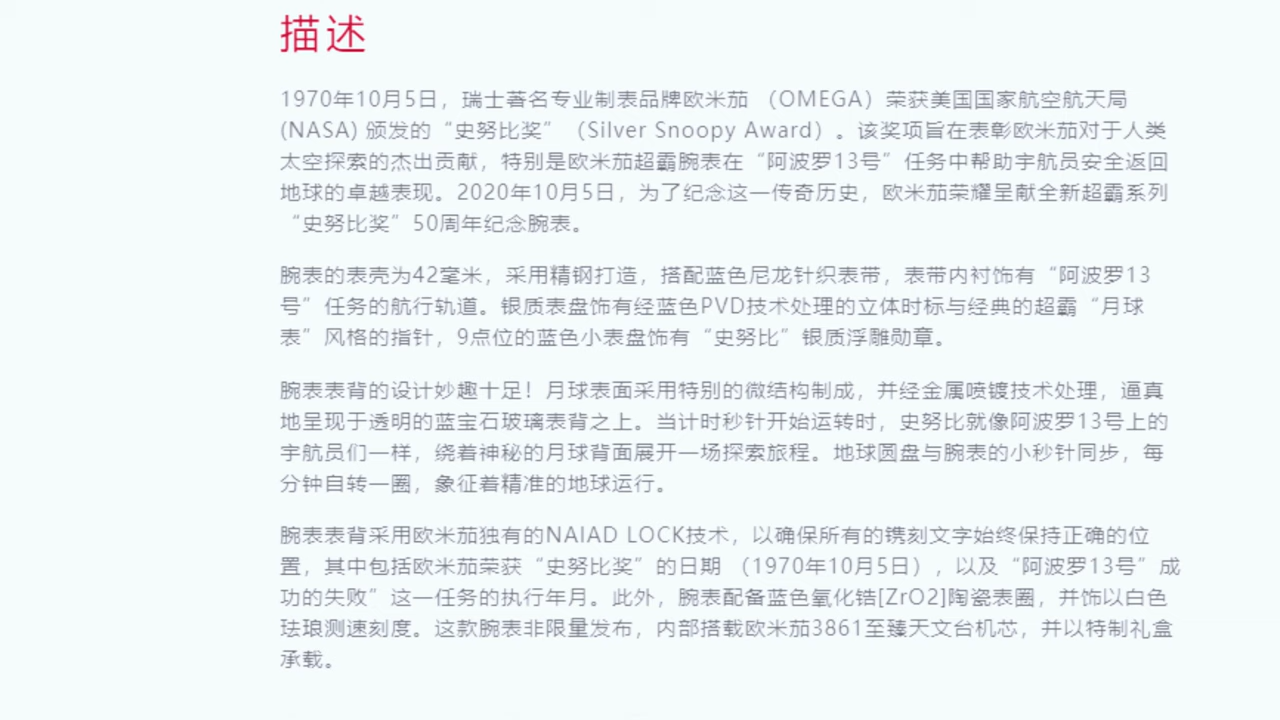 描述
1970年10月5日，瑞士著名专业制表品牌欧米茄 （OMEGA）荣获美国国家航空航天局
(NASA) 颁发的“史努比奖”（Silver Snoopy Award）。该奖项旨在表彰欧米茄对于人类
太空探索的杰出贡献，特别是欧米茄超霸腕表在“阿波罗13号”任务中帮助宇航员安全返回
地球的卓越表现。2020年10月5日，为了纪念这一传奇历史，欧米茄荣耀呈献全新超霸系列
“史努比奖”50周年纪念腕表。
腕表的表壳为42毫米，采用精钢打造，搭配蓝色尼龙针织表带，表带内衬饰有“阿波罗13
号”任务的航行轨道。银质表盘饰有经蓝色PVD技术处理的立体时标与经典的超霸“月球
表”风格的指针，9点位的蓝色小表盘饰有“史努比”银质浮雕勋章。
腕表表背的设计妙趣十足！月球表面采用特别的微结构制成，并经金属喷镀技术处理，逼真
地呈现于透明的蓝宝石玻璃表背之上。当计时秒针开始运转时，史努比就像阿波罗13号上的
宇航员们一样，绕着神秘的月球背面展开一场探索旅程。地球圆盘与腕表的小秒针同步，每
分钟自转一圈，象征着精准的地球运行。
腕表表背采用欧米茄独有的NAIAD LOCK技术，以确保所有的镌刻文字始终保持正确的位
置，其中包括欧米茄荣获“史努比奖”的日期 （1970年10月5日），以及“阿波罗13号”成
功的失败”这一任务的执行年月。此外，腕表配备蓝色氧化锆[ZrO2]陶瓷表圈，并饰以白色
珐琅测速刻度。这款腕表非限量发布，内部搭载欧米茄3861至臻天文台机芯，并以特制礼盒
承载。